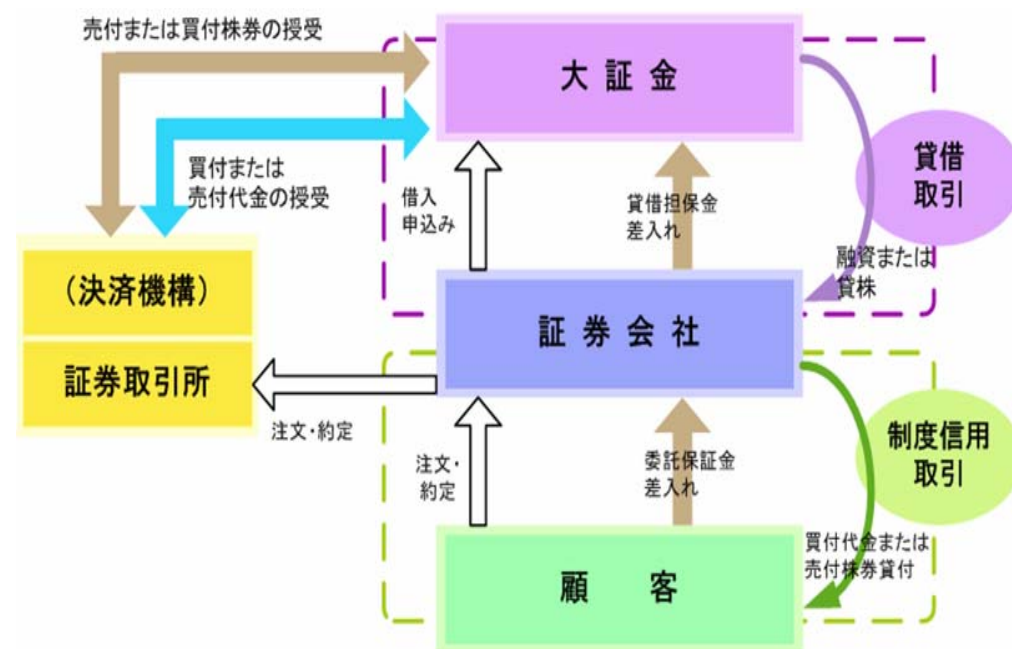 売付または買付株券の授受
大証金
買付または
売付代金の授受
借入
申込み
貸借担保金
差入れ
貸借
取引
融資または
貸株
(決済機構)
証券取引所
証券会社
注文・約定
注文・
約定
委託保証金
差入れ
制度信用
取引
買付代金または
売付株券貸付
顧客